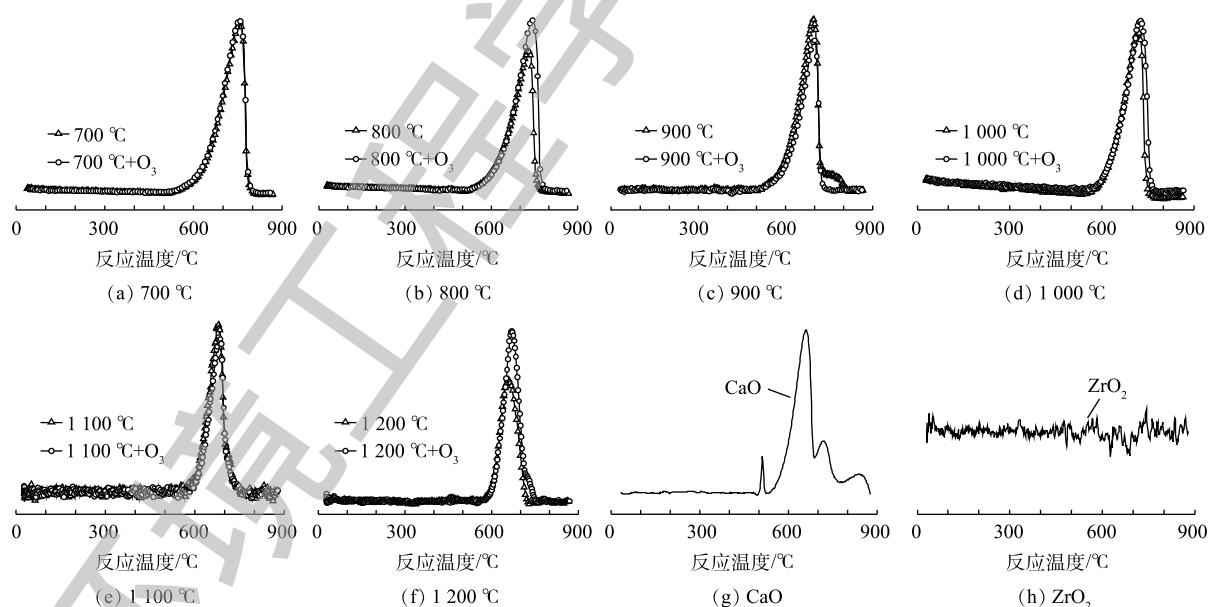 700 ℃
700 ℃+O₃
0 300 600 900
反应温度/℃
(a) 700 ℃
800 ℃
800 ℃+O₃
0 300 600 900
反应温度/℃
(b) 800 ℃
900 ℃
900 ℃+O₃
0 300 600 900
反应温度/℃
(c) 900 ℃
1 000 ℃
1 000 ℃+O₃
0 300 600 900
反应温度/℃
(d) 1 000 ℃
1 100 ℃
1 100 ℃+O₃
0 300 600 900
反应温度/℃
(e) 1 100 ℃
1 200 ℃
1 200 ℃+O₃
0 300 600 900
反应温度/℃
(f) 1 200 ℃
CaO
0 300 600 900
反应温度/℃
(g) CaO
ZrO₂
0 300 600 900
反应温度/℃
(h) ZrO₂
环境工程学